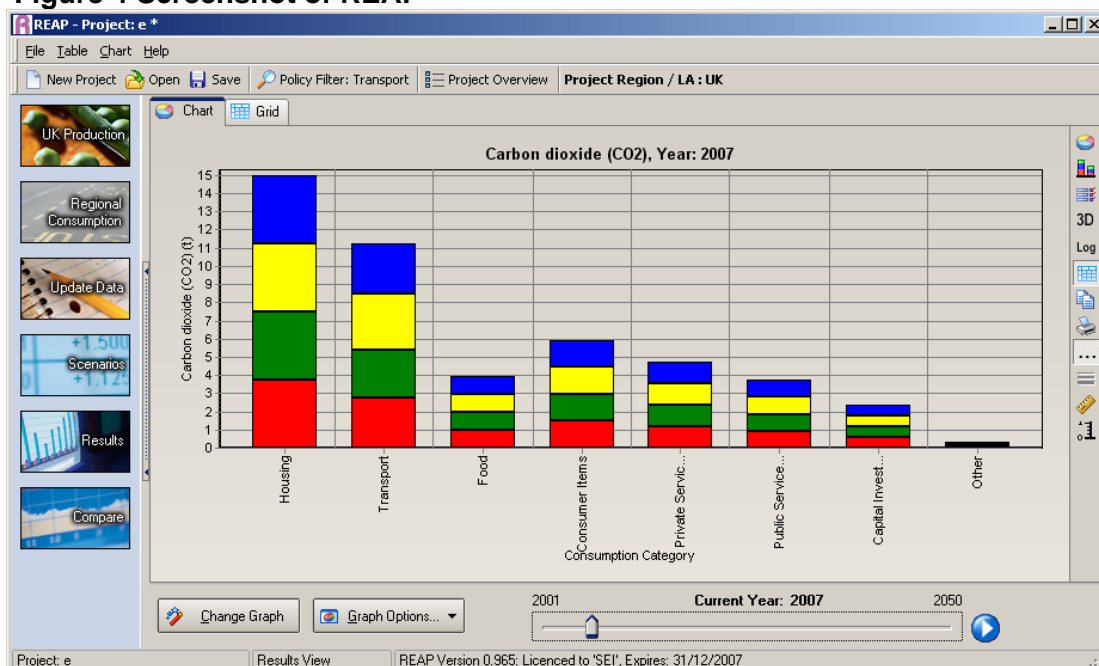 REAP - Project: e *
File Table Chart Help
New Project Open Save Policy Filter: Transport Project Overview Project Region / LA : UK
Chart Grid
UK Production
Regional
Consumption
Update Data
Scenarios
+1.500
+1.125
Results
Compare
Carbon dioxide (CO2), Year: 2007
Carbon dioxide (CO2) (t)
15
14
13
12
11
10
9
8
7
6
5
4
3
2
1
0
Housing
Transport
Food
Consumer Items
Private Servic...
Public Service...
Capital Invest...
Other
Consumption Category
3D
Log
Change Graph
Graph Options...
2001 Current Year: 2007 2050
Project: e Results View REAP Version 0.965: Licenced to 'SEI', Expires: 31/12/2007